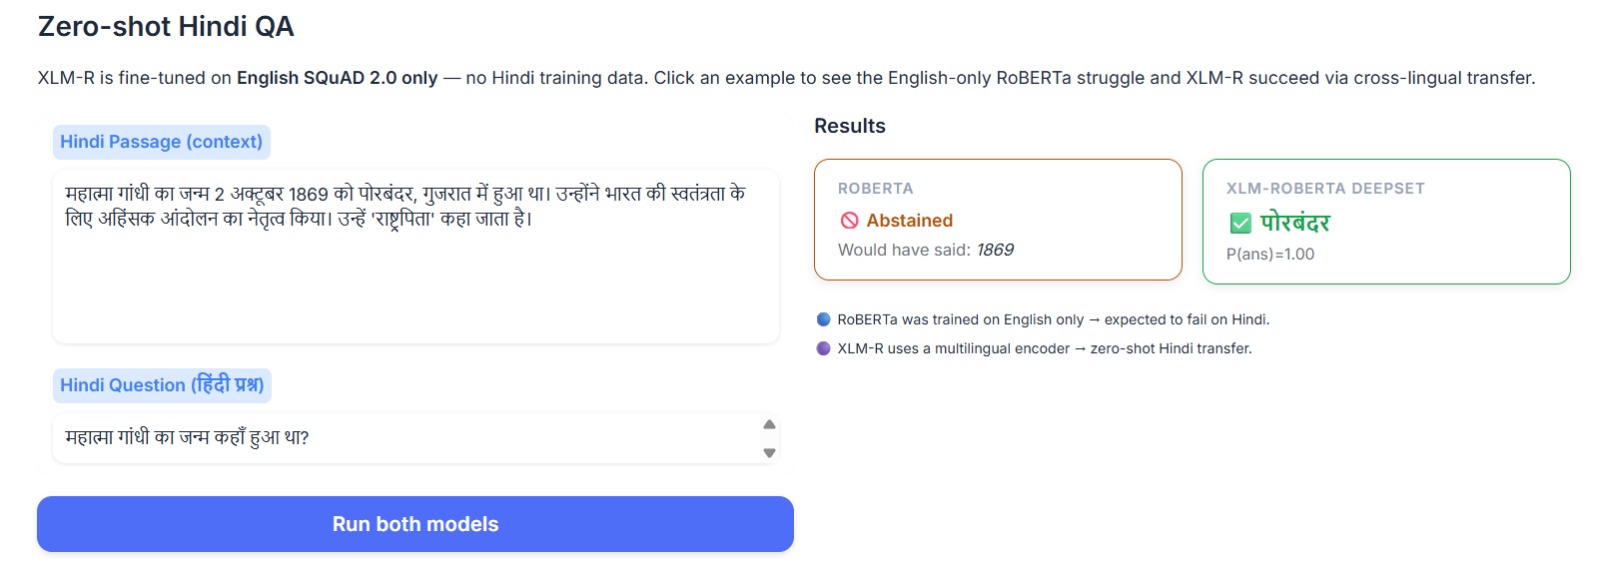 Zero-shot Hindi QA
XLM-R is fine-tuned on English SQuAD 2.0 only — no Hindi training data. Click an example to see the English-only RoBERTa struggle and XLM-R succeed via cross-lingual transfer.
Hindi Passage (context)
महात्मा गांधी का जन्म 2 अक्टूबर 1869 को पोरबंदर, गुजरात में हुआ था। उन्होंने भारत की स्वतंत्रता के
लिए अहिंसक आंदोलन का नेतृत्व किया। उन्हें 'राष्ट्रपिता' कहा जाता है।
Hindi Question (हिंदी प्रश्न)
महात्मा गांधी का जन्म कहाँ हुआ था?
Run both models
Results
ROBERTA
🚫 Abstained
Would have said: 1869
XLM-ROBERTA DEEPSET
✅ पोरबंदर
P(ans)=1.00
🔵 RoBERTa was trained on English only → expected to fail on Hindi.
🟣 XLM-R uses a multilingual encoder → zero-shot Hindi transfer.